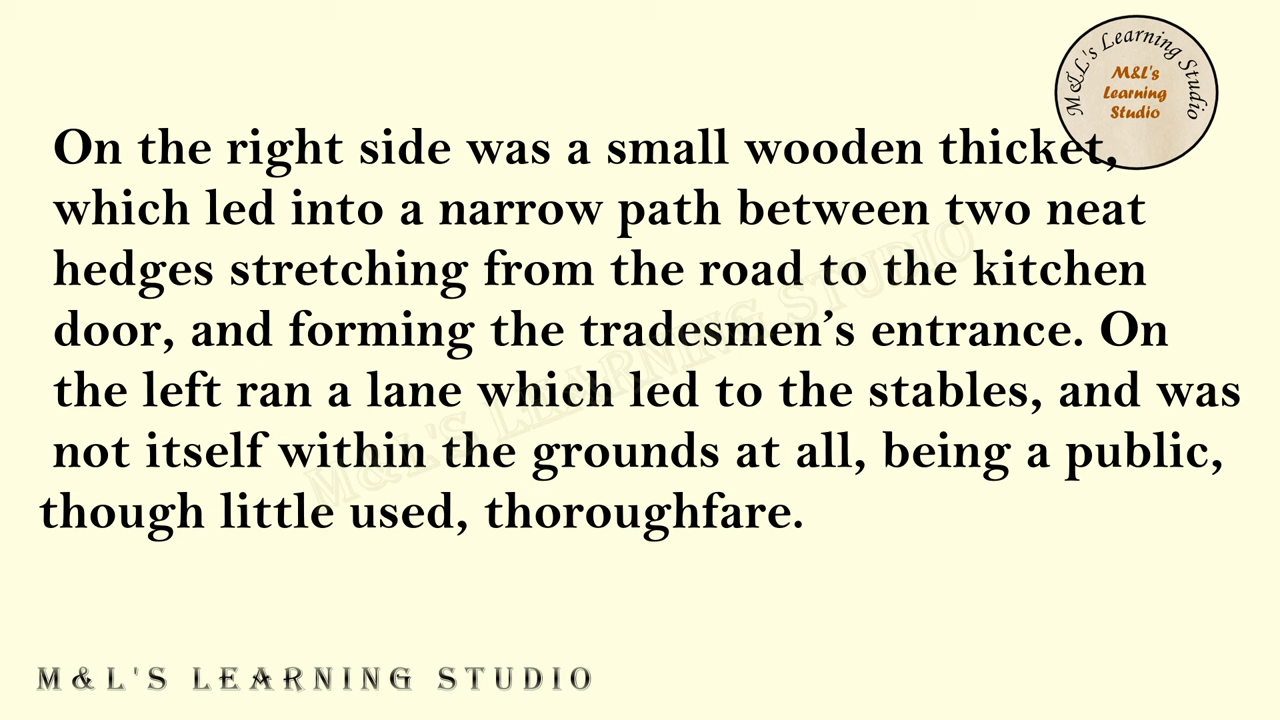 M&L's Learning Studio
M&L's
Learning
Studio
On the right side was a small wooden thicket,
which led into a narrow path between two neat
hedges stretching from the road to the kitchen
door, and forming the tradesmen’s entrance. On
the left ran a lane which led to the stables, and was
not itself within the grounds at all, being a public,
though little used, thoroughfare.
M&L'S LEARNING STUDIO
M&L'S LEARNING STUDIO